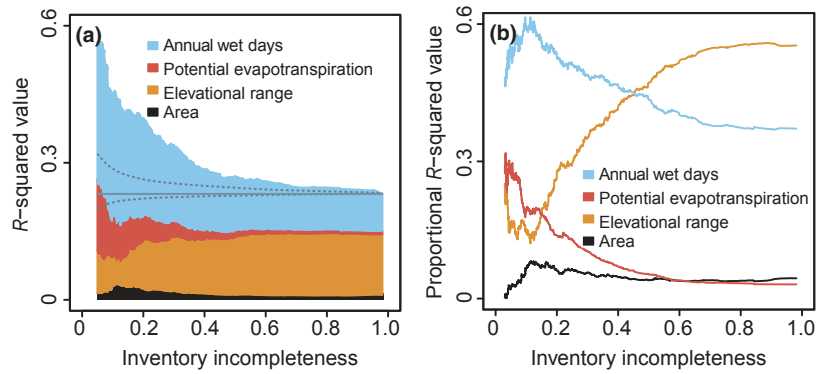 (a)
Annual wet days
Potential evapotranspiration
Elevational range
Area
R−squared value
0.6
0.3
0
0 0.2 0.4 0.6 0.8 1.0
Inventory incompleteness
(b)
Annual wet days
Potential evapotranspiration
Elevational range
Area
Proportional R−squared value
0.6
0.3
0
0 0.2 0.4 0.6 0.8 1.0
Inventory incompleteness